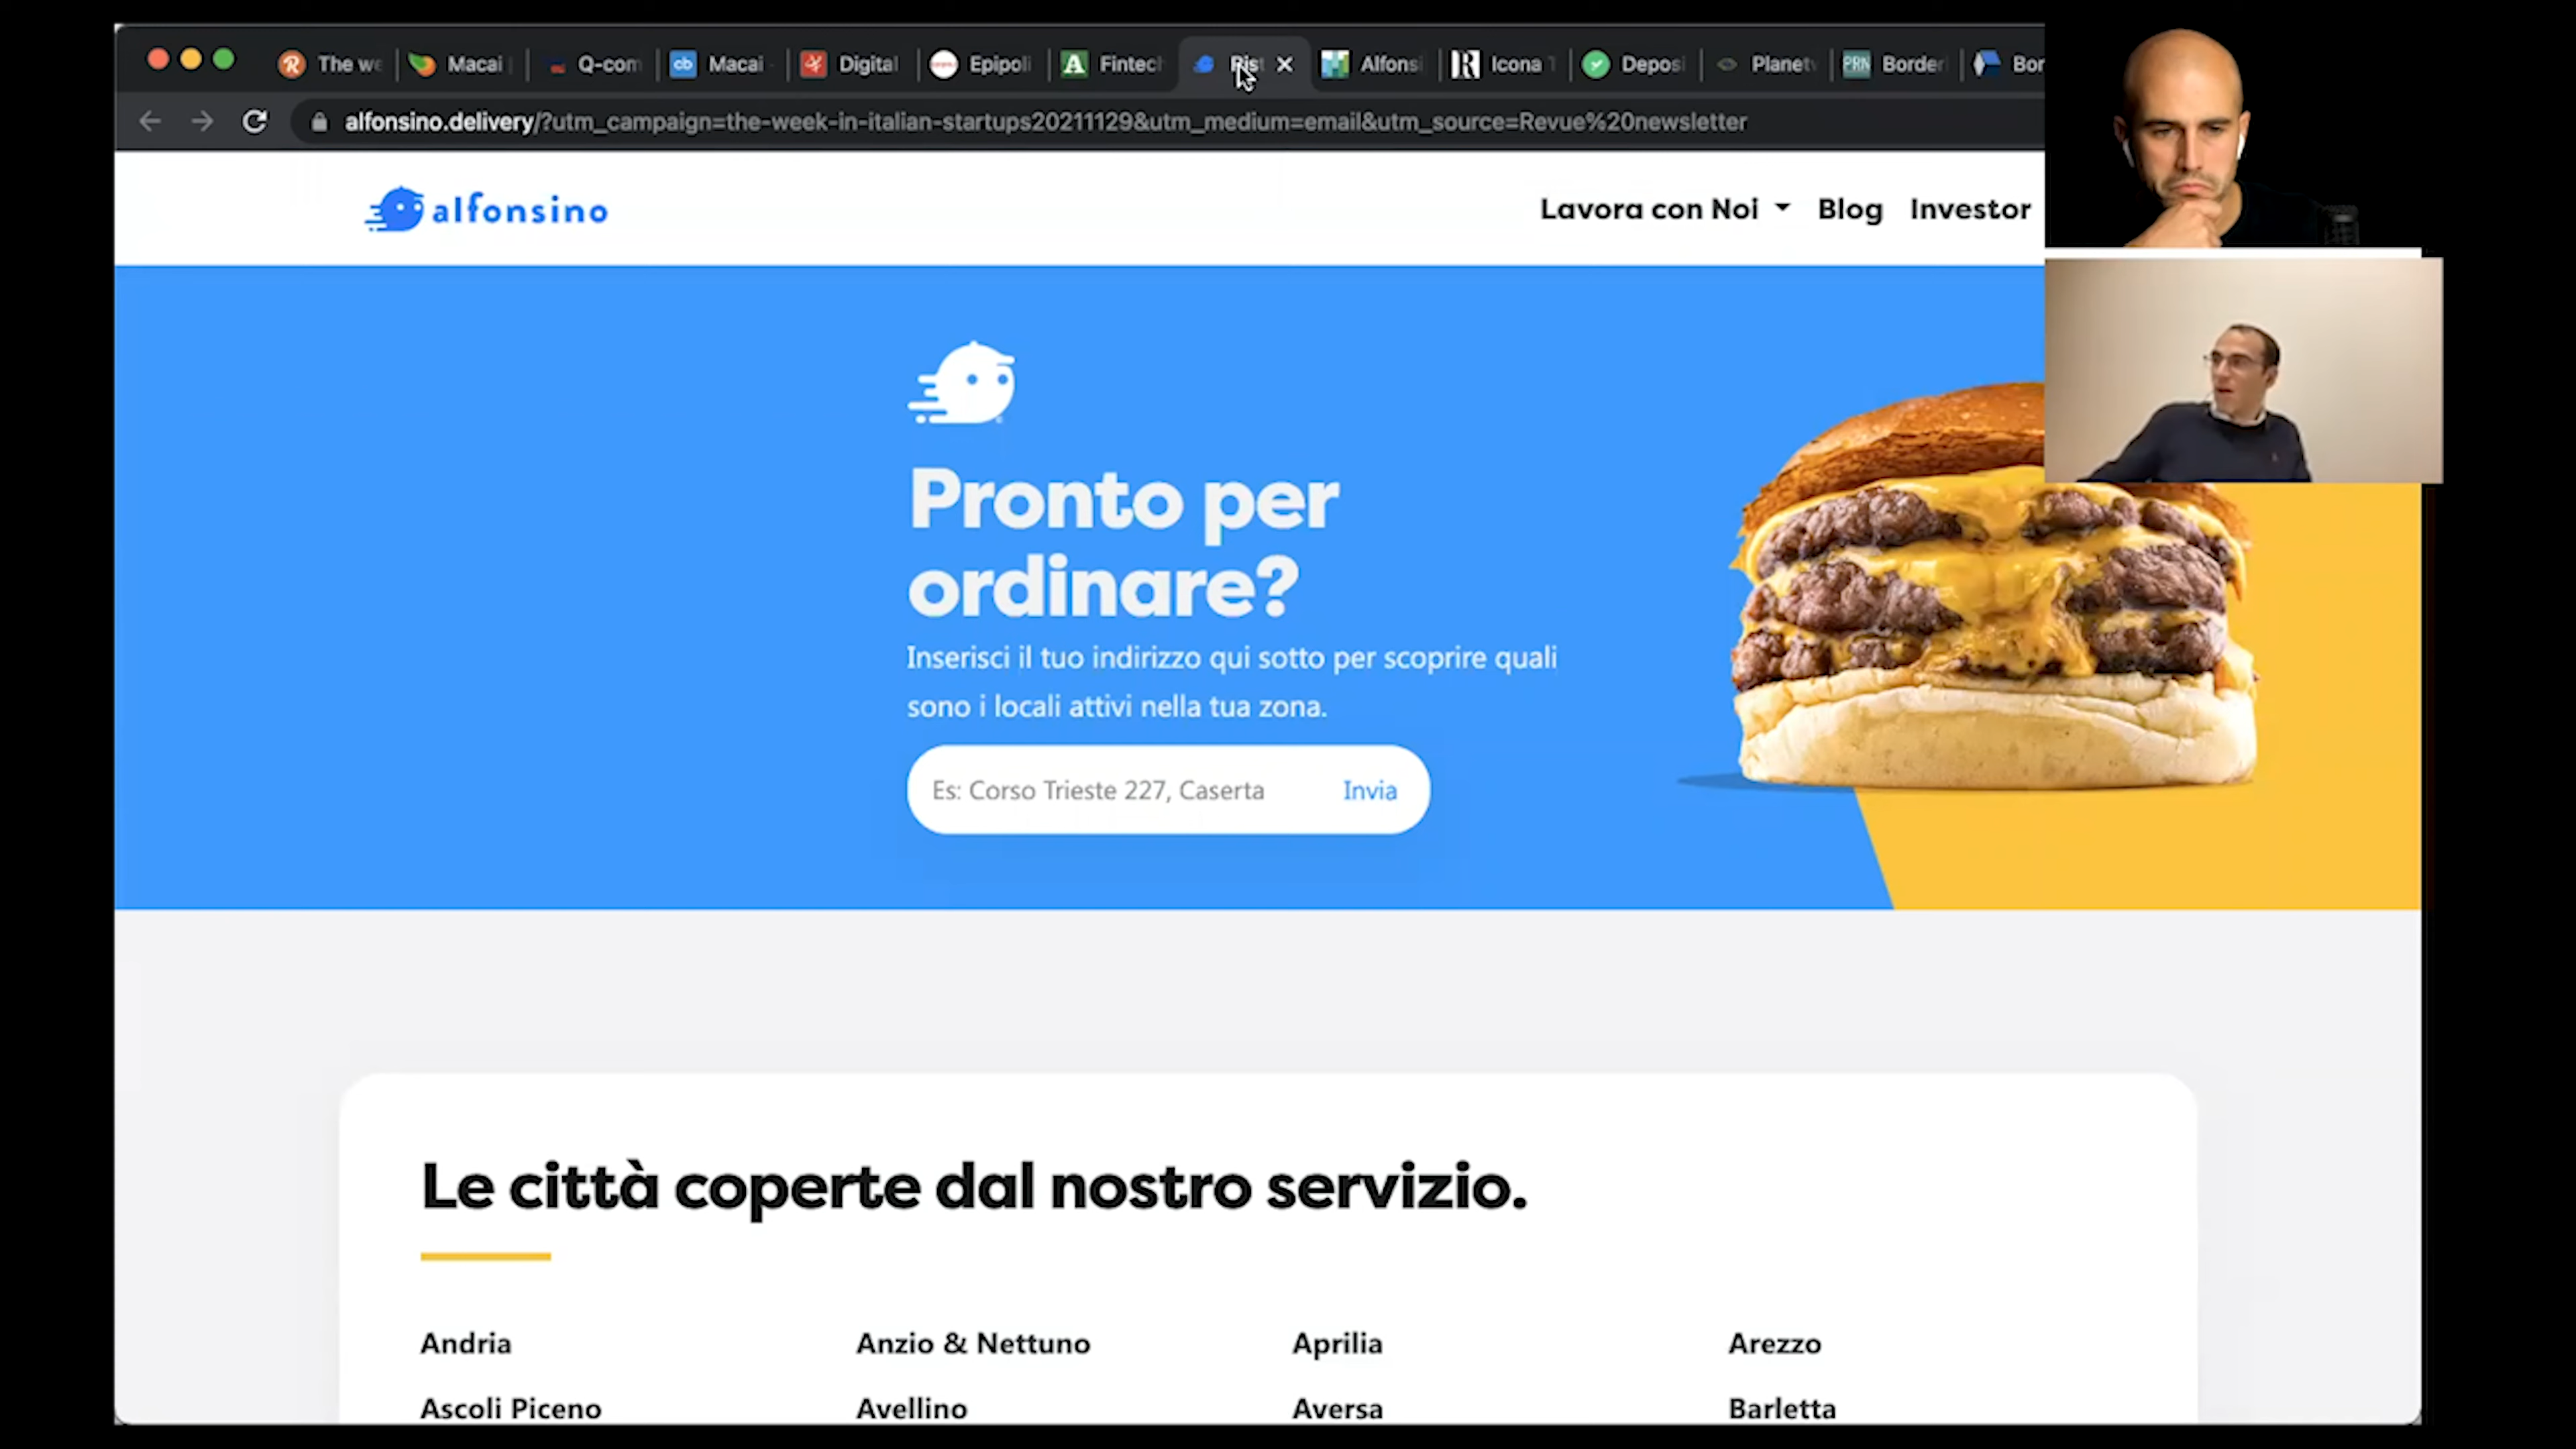 The we
Macai
Q-com
Macai
Digital
Epipoli
Fintech
Rist
Alfonsi
Icona T
Deposi
Planet
Border
Bor
alfonsino.delivery/?utm_campaign=the-week-in-italian-startups20211129&utm_medium=email&utm_source=Revue%20newsletter
alfonsino
Lavora con Noi
Blog
Investor
Pronto per
ordinare?
Inserisci il tuo indirizzo qui sotto per scoprire quali
sono i locali attivi nella tua zona.
Es: Corso Trieste 227, Caserta
Invia
Le città coperte dal nostro servizio.
Andria
Anzio & Nettuno
Aprilia
Arezzo
Ascoli Piceno
Avellino
Aversa
Barletta